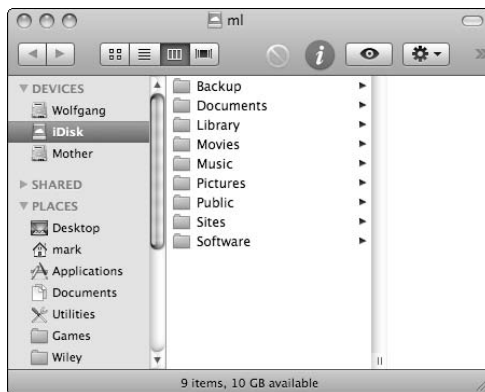 ml
DEVICES
Wolfgang
iDisk
Mother
SHARED
PLACES
Desktop
mark
Applications
Documents
Utilities
Games
Wiley
Backup
Documents
Library
Movies
Music
Pictures
Public
Sites
Software
9 items, 10 GB available